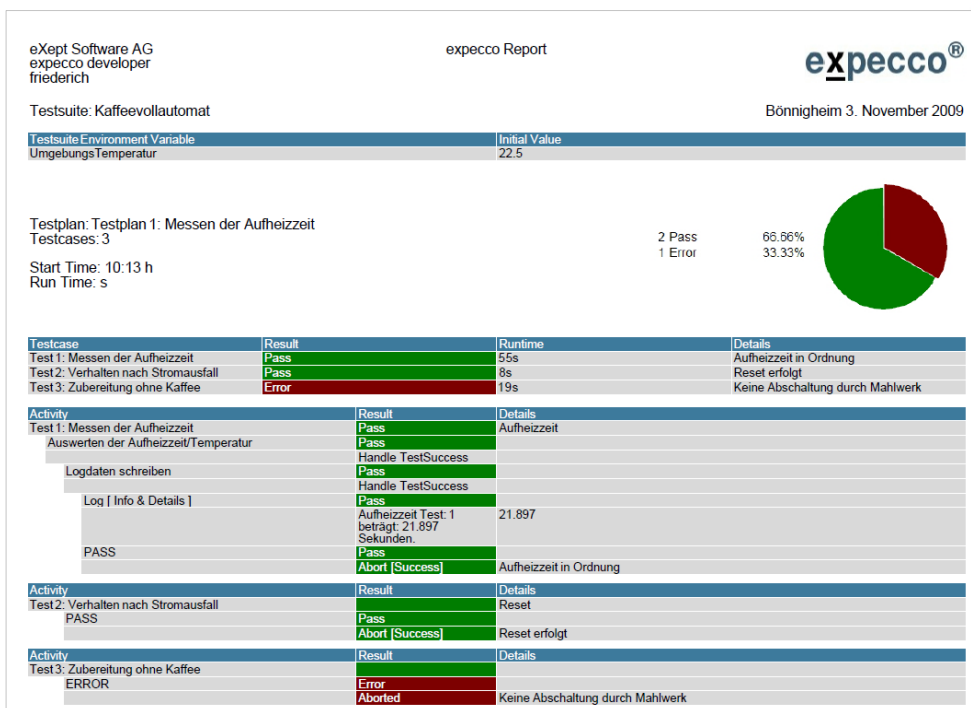 eXept Software AG
expecco developer
friederich
expecco Report
expecco®
Testsuite: Kaffeevollautomat
Bönnigheim 3. November 2009
Testsuite Environment Variable Initial Value
UmgebungsTemperatur 22.5
Testplan: Testplan 1: Messen der Aufheizzeit
Testcases: 3
2 Pass 66.66%
1 Error 33.33%
Start Time: 10:13 h
Run Time: s
Testcase Result Runtime Details
Test 1: Messen der Aufheizzeit Pass 55s Aufheizzeit in Ordnung
Test 2: Verhalten nach Stromausfall Pass 8s Reset erfolgt
Test 3: Zubereitung ohne Kaffee Error 19s Keine Abschaltung durch Mahlwerk
Activity Result Details
Test 1: Messen der Aufheizzeit Pass Aufheizzeit
Auswerten der Aufheizzeit/Temperatur Pass
Handle TestSuccess
Logdaten schreiben Pass
Handle TestSuccess
Log [ Info & Details ] Pass
Aufheizzeit Test: 1 21.897
beträgt: 21.897
Sekunden.
PASS Pass
Abort [Success] Aufheizzeit in Ordnung
Activity Result Details
Test 2: Verhalten nach Stromausfall Reset
PASS Pass
Abort [Success] Reset erfolgt
Activity Result Details
Test 3: Zubereitung ohne Kaffee
ERROR Error
Aborted Keine Abschaltung durch Mahlwerk